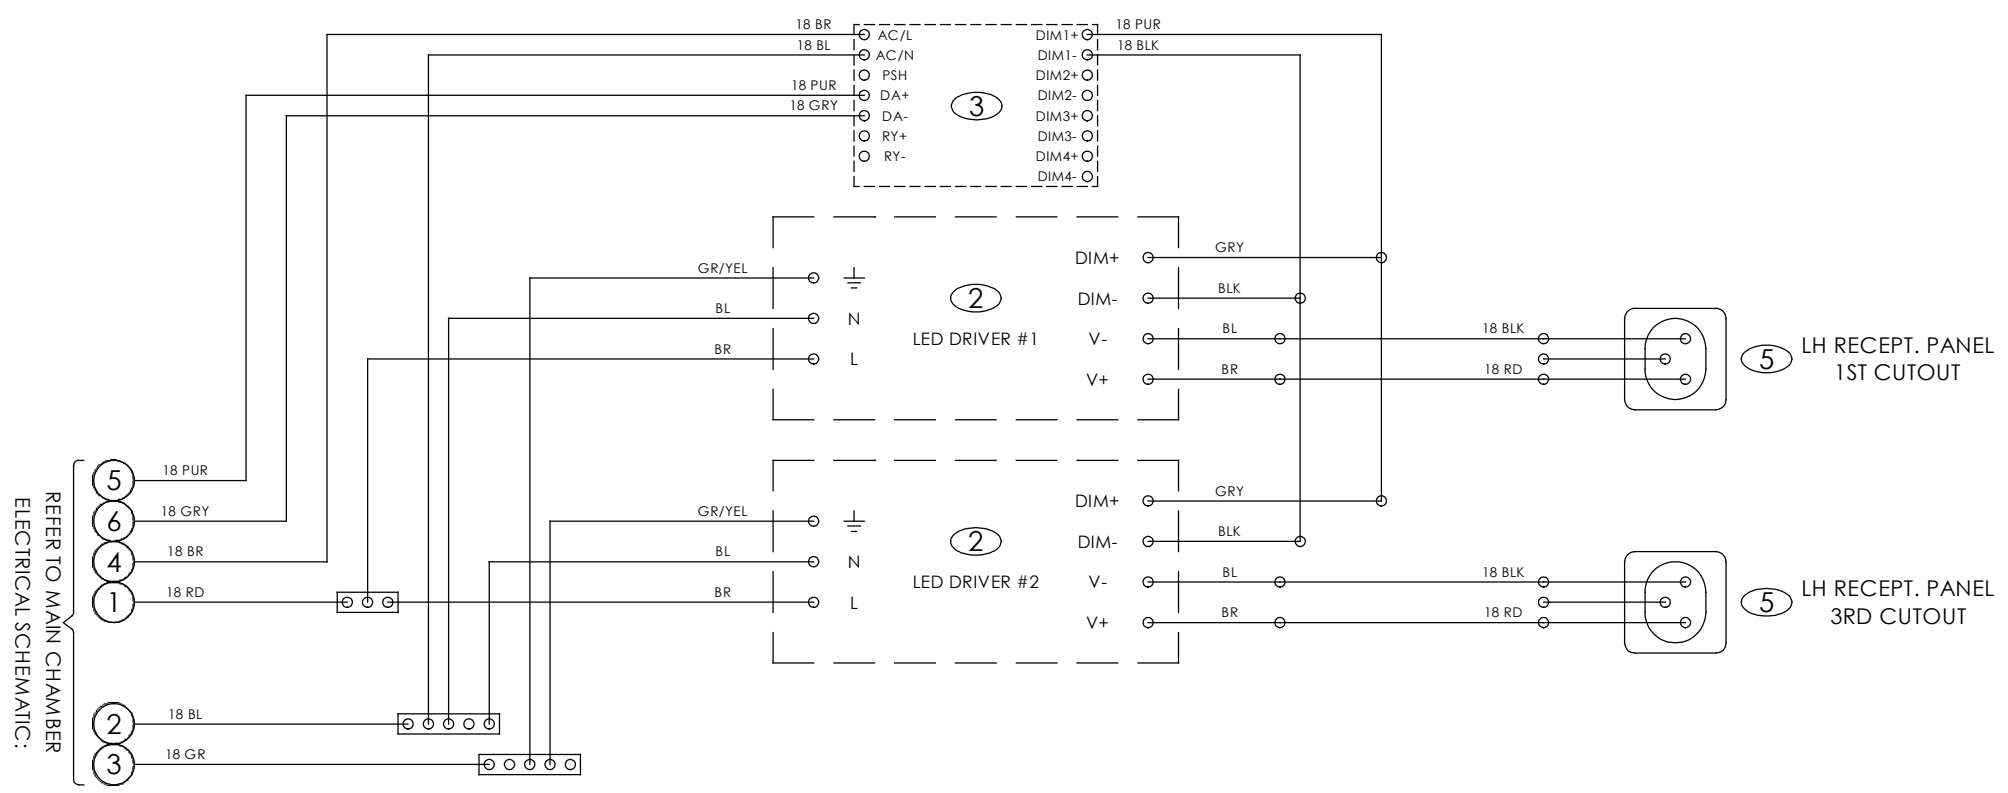 18 BR
18 BL
18 PUR
18 GRY
AC/L
AC/N
PSH
DA+
DA-
RY+
RY-
3
DIM1+
DIM1-
DIM2+
DIM2-
DIM3+
DIM3-
DIM4+
DIM4-
18 PUR
18 BLK
GR/YEL
BL
BR
N
L
2
LED DRIVER #1
DIM+
DIM-
V-
V+
GRY
BLK
BL
BR
18 BLK
18 RD
5
LH RECEPT. PANEL
1ST CUTOUT
GR/YEL
BL
BR
N
L
2
LED DRIVER #2
DIM+
DIM-
V-
V+
GRY
BLK
BL
BR
18 BLK
18 RD
5
LH RECEPT. PANEL
3RD CUTOUT
REFER TO MAIN CHAMBER
ELECTRICAL SCHEMATIC:
5
18 PUR
6
18 GRY
4
18 BR
1
18 RD
2
18 BL
3
18 GR